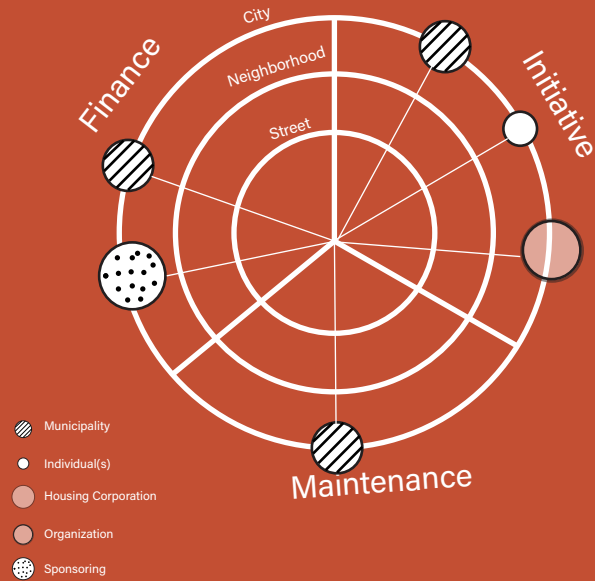 City
Neighborhood
Street
Finance
Initiative
Maintenance
Municipality
Individual(s)
Housing Corporation
Organization
Sponsoring